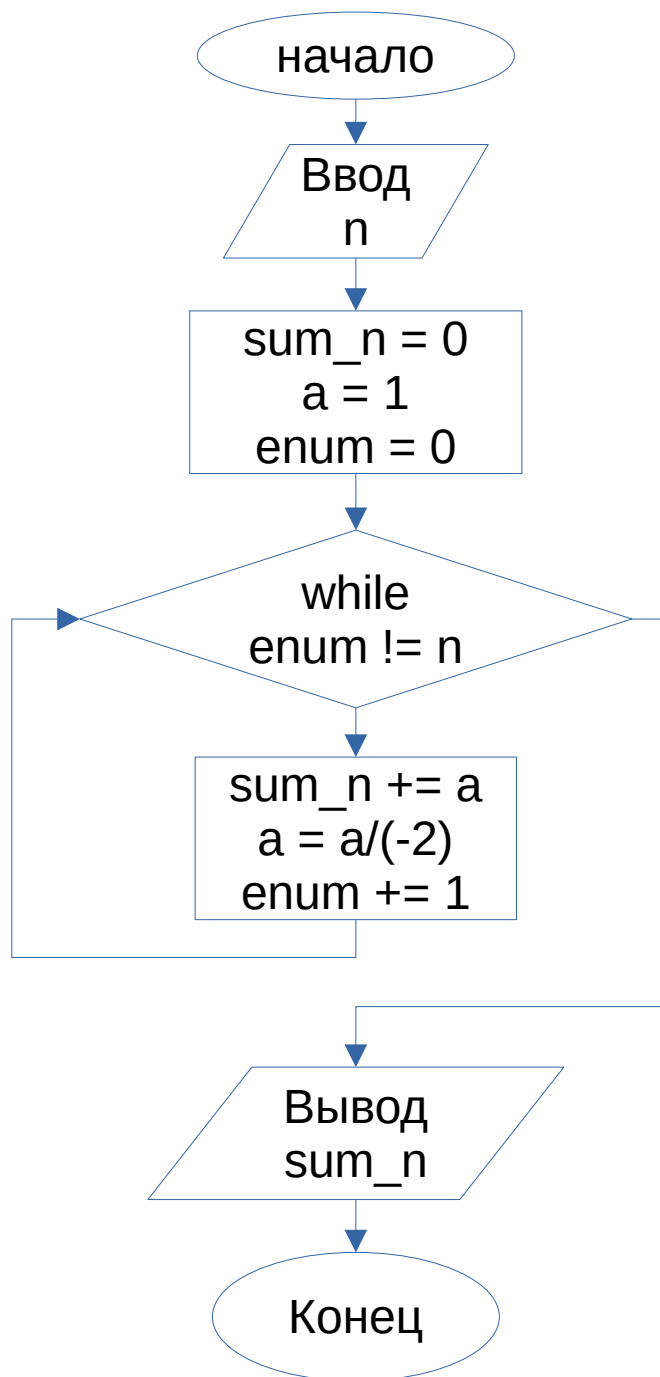 начало
Ввод
n
sum_n = 0
a = 1
enum = 0
while
enum != n
sum_n += a
a = a/(-2)
enum += 1
Вывод
sum_n
Конец